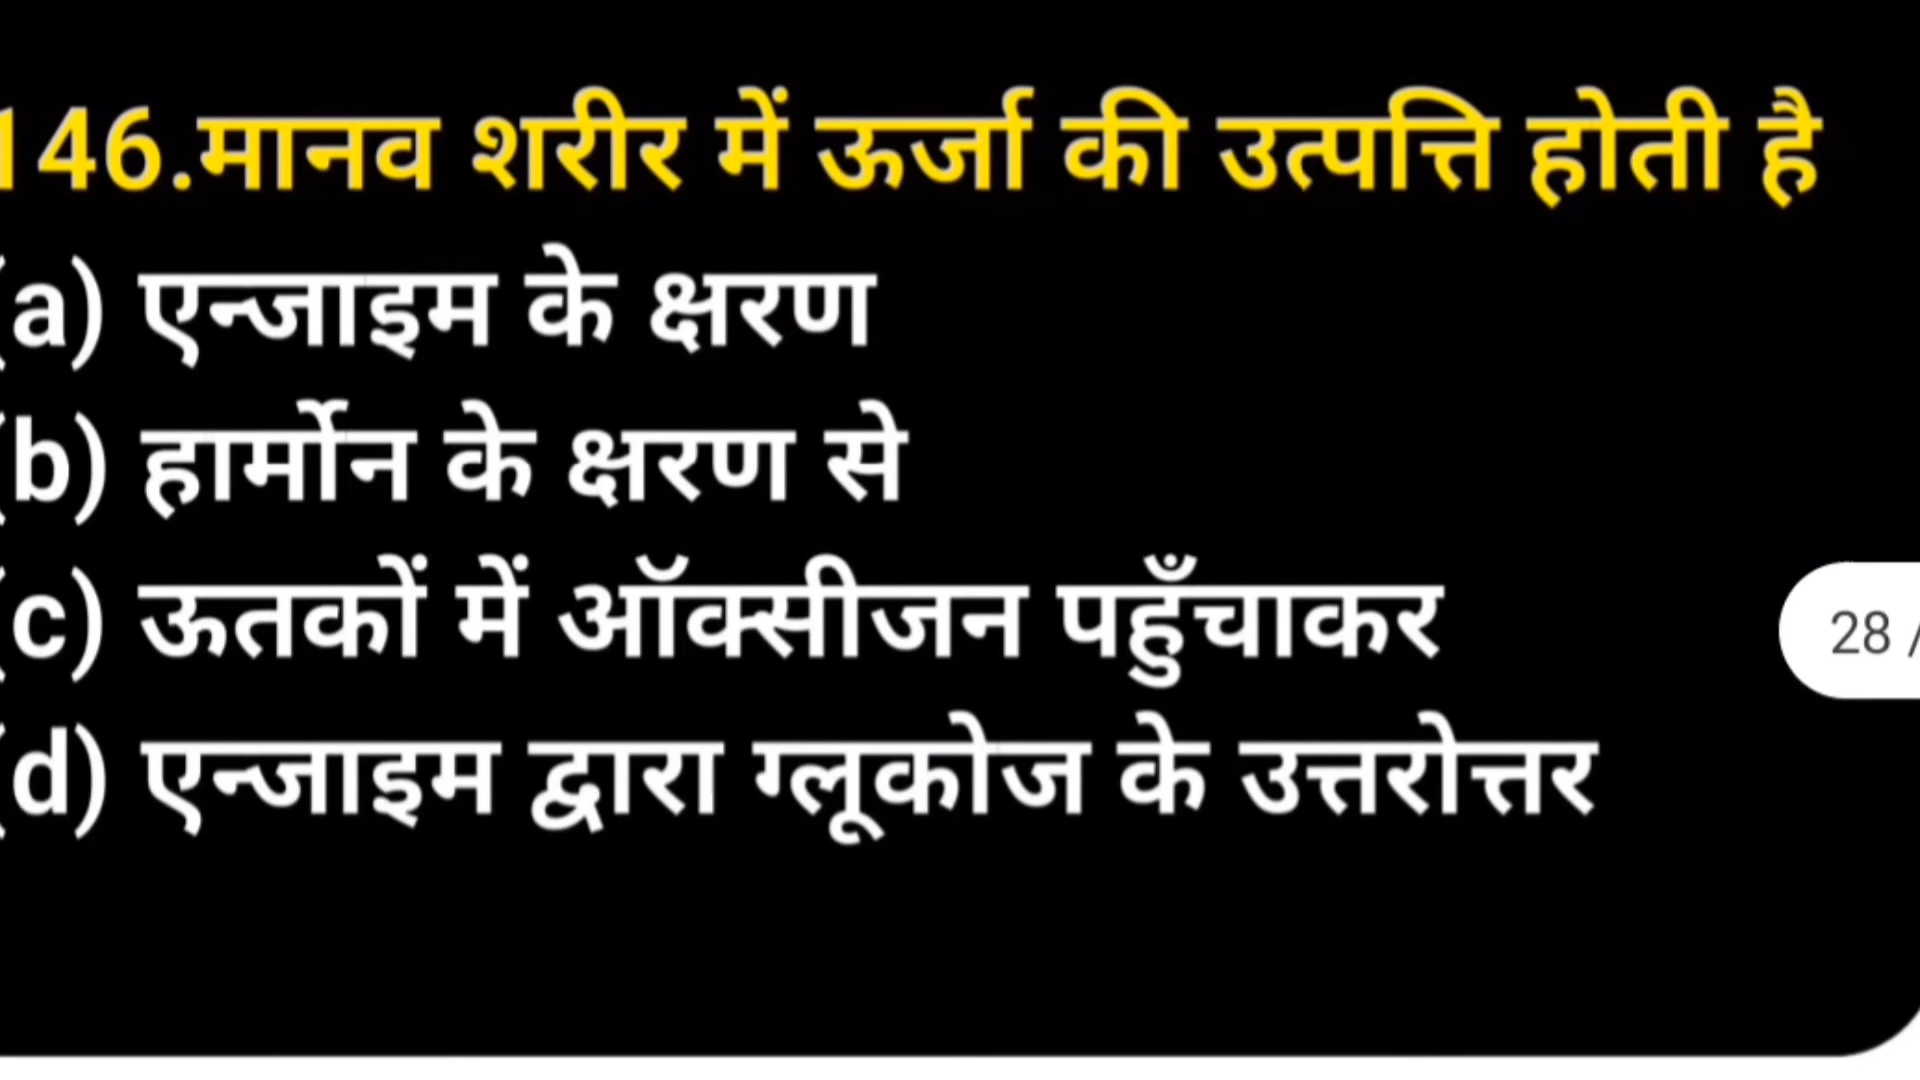 146.मानव शरीर में ऊर्जा की उत्पत्ति होती है
(a) एन्जाइम के क्षरण
(b) हार्मोन के क्षरण से
(c) ऊतकों में ऑक्सीजन पहुँचाकर
28 /
(d) एन्जाइम द्वारा ग्लूकोज के उत्तरोत्तर